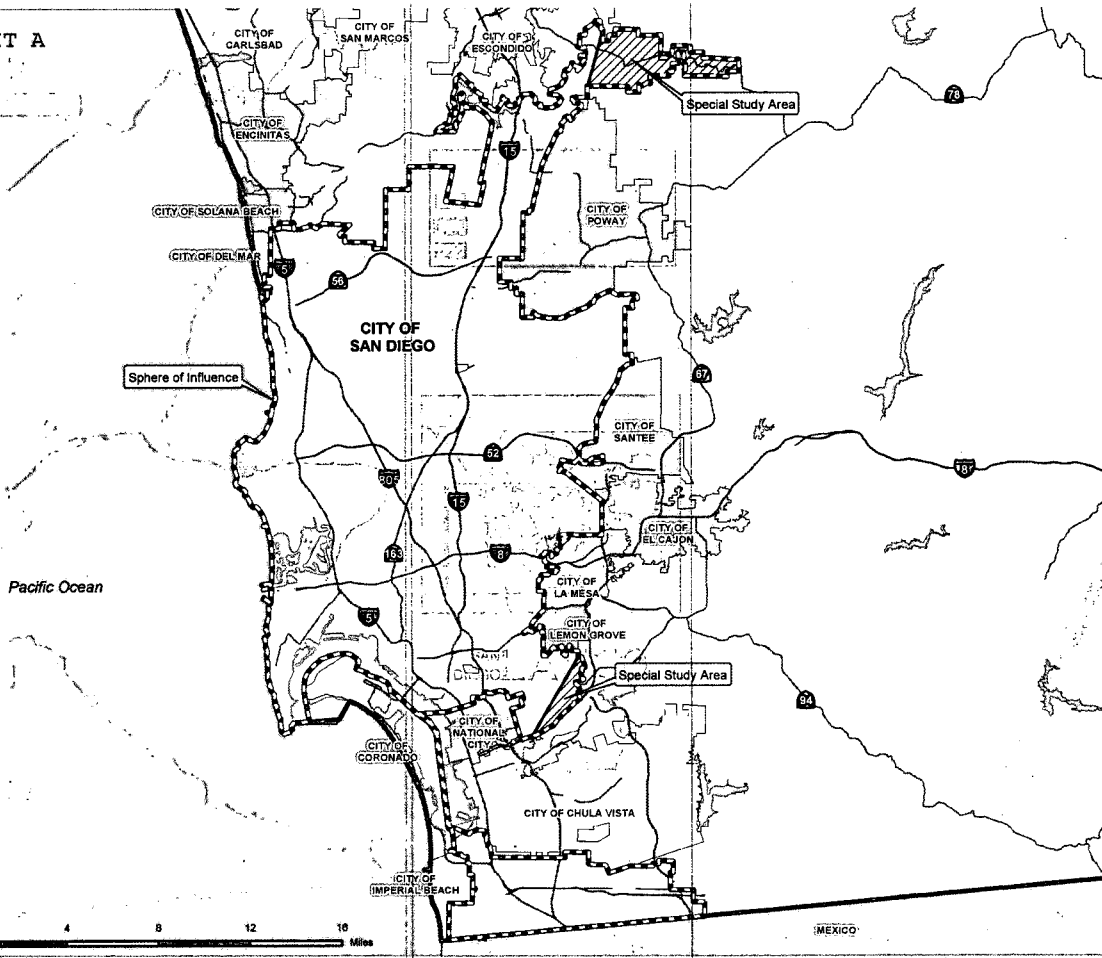 IT A
CITY OF
CARLSBAD
CITY OF
SAN MARCOS
CITY OF
ESCONDIDO
Special Study Area
78
CITY OF
ENCINITAS
15
CITY OF SOLANA BEACH
CITY OF
POWAY
CITY OF DEL MAR
5
56
CITY OF
SAN DIEGO
Sphere of Influence
67
CITY OF
SANTEE
52
805
15
CITY OF
EL CAJON
163
8
Pacific Ocean
CITY OF
LA MESA
5
CITY OF
LEMON GROVE
SAN
Special Study Area
94
CITY OF
NATIONAL
CITY
CITY OF
CORONADO
CITY OF CHULA VISTA
CITY OF
IMPERIAL BEACH
4
8
12
16
Miles
MEXICO